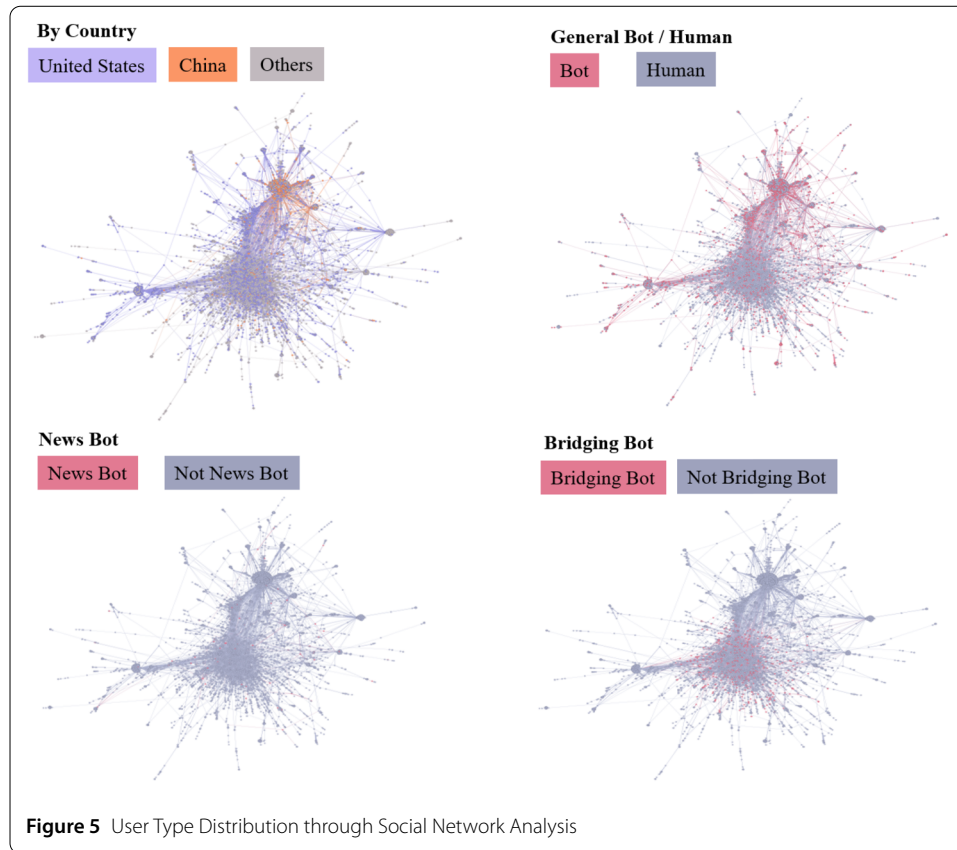 By Country
United States China Others
General Bot / Human
Bot Human
News Bot
News Bot Not News Bot
Bridging Bot
Bridging Bot Not Bridging Bot
Figure 5 User Type Distribution through Social Network Analysis